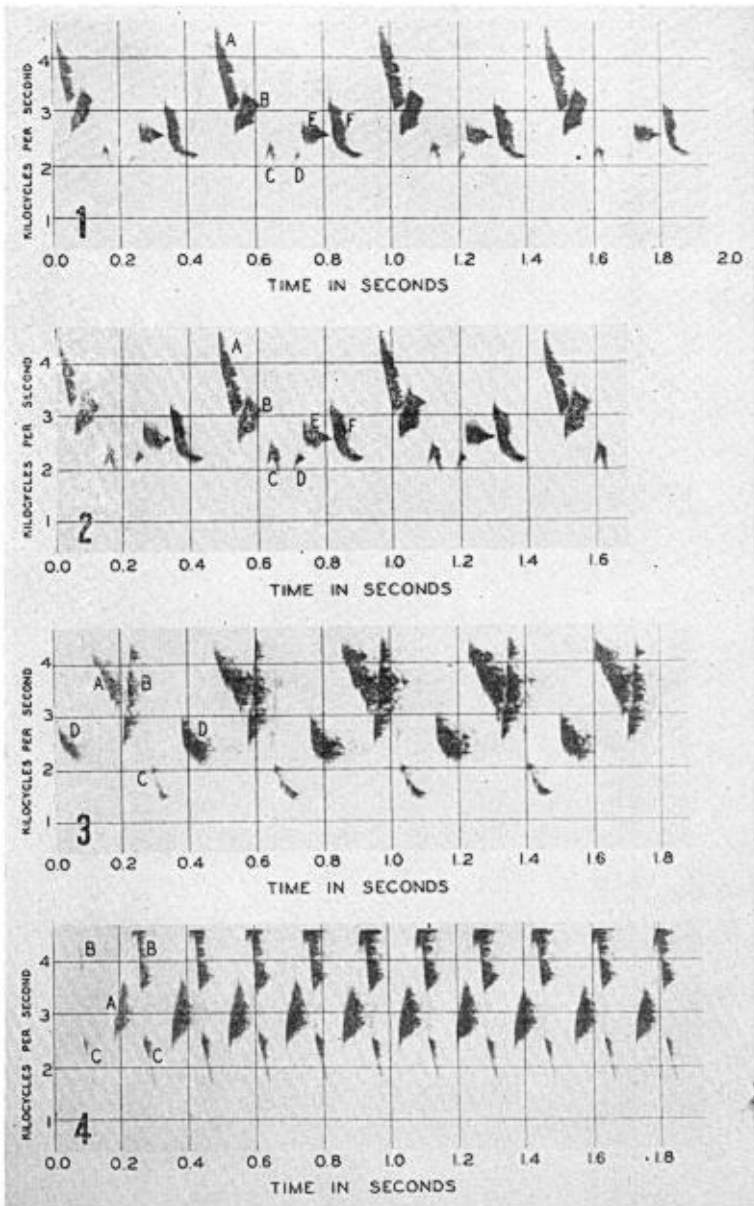 KILOCYCLES PER SECOND
4
3
2
1
A
B
E F
C D
1
0.0 0.2 0.4 0.6 0.8 1.0 1.2 1.4 1.6 1.8 2.0
TIME IN SECONDS
KILOCYCLES PER SECOND
4
3
2
1
A
B
E F
C D
2
0.0 0.2 0.4 0.6 0.8 1.0 1.2 1.4 1.6
TIME IN SECONDS
KILOCYCLES PER SECOND
4
3
2
1
A B
D D
C
3
0.0 0.2 0.4 0.6 0.8 1.0 1.2 1.4 1.6 1.8
TIME IN SECONDS
KILOCYCLES PER SECOND
4
3
2
1
B B
A
C C
4
0.0 0.2 0.4 0.6 0.8 1.0 1.2 1.4 1.6 1.8
TIME IN SECONDS